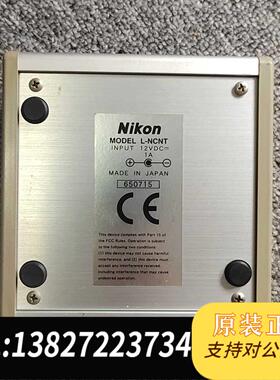 Nikon
MODEL L-NCNT
INPUT 12VDC⎓
1A
MADE IN JAPAN
650715
CE
This device complies with Part 15 of
the FCC Rules. Operation is subject
to the following two conditions:
(1) this device may not cause harmful
interference, and (2) this device must
accept any interference received,
including interference that may cause
undesired operation.
:13827223734
原装正
支持对公